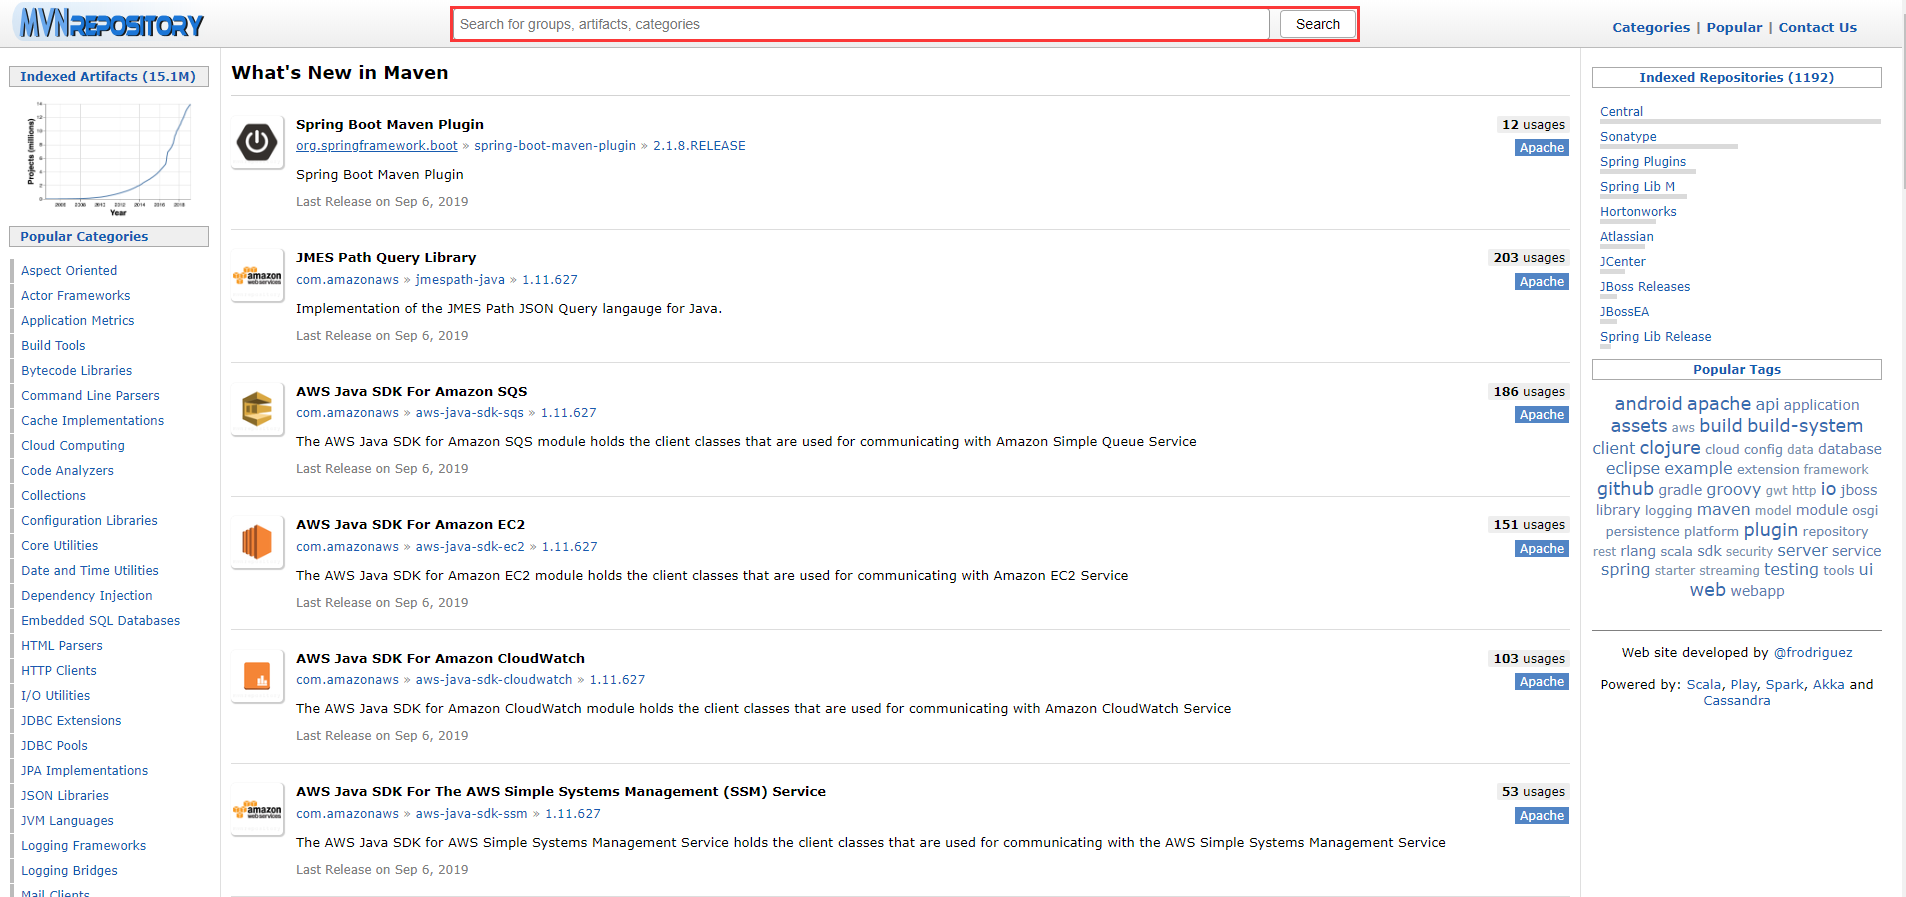 MVNREPOSITORY
Search for groups, artifacts, categories
Search
Categories | Popular | Contact Us
Indexed Artifacts (15.1M)
Projects (millions)
Year
Popular Categories
Aspect Oriented
Actor Frameworks
Application Metrics
Build Tools
Bytecode Libraries
Command Line Parsers
Cache Implementations
Cloud Computing
Code Analyzers
Collections
Configuration Libraries
Core Utilities
Date and Time Utilities
Dependency Injection
Embedded SQL Databases
HTML Parsers
HTTP Clients
I/O Utilities
JDBC Extensions
JDBC Pools
JPA Implementations
JSON Libraries
JVM Languages
Logging Frameworks
Logging Bridges
Mail Clients
What's New in Maven
Spring Boot Maven Plugin
12 usages
org.springframework.boot » spring-boot-maven-plugin » 2.1.8.RELEASE
Apache
Spring Boot Maven Plugin
Last Release on Sep 6, 2019
amazon
webservices
JMES Path Query Library
203 usages
com.amazonaws » jmespath-java » 1.11.627
Apache
Implementation of the JMES Path JSON Query langauge for Java.
Last Release on Sep 6, 2019
AWS Java SDK For Amazon SQS
186 usages
com.amazonaws » aws-java-sdk-sqs » 1.11.627
Apache
The AWS Java SDK for Amazon SQS module holds the client classes that are used for communicating with Amazon Simple Queue Service
Last Release on Sep 6, 2019
AWS Java SDK For Amazon EC2
151 usages
com.amazonaws » aws-java-sdk-ec2 » 1.11.627
Apache
The AWS Java SDK for Amazon EC2 module holds the client classes that are used for communicating with Amazon EC2 Service
Last Release on Sep 6, 2019
AWS Java SDK For Amazon CloudWatch
103 usages
com.amazonaws » aws-java-sdk-cloudwatch » 1.11.627
Apache
The AWS Java SDK for Amazon CloudWatch module holds the client classes that are used for communicating with Amazon CloudWatch Service
Last Release on Sep 6, 2019
amazon
webservices
AWS Java SDK For The AWS Simple Systems Management (SSM) Service
53 usages
com.amazonaws » aws-java-sdk-ssm » 1.11.627
Apache
The AWS Java SDK for AWS Simple Systems Management Service holds the client classes that are used for communicating with the AWS Simple Systems Management Service
Last Release on Sep 6, 2019
Indexed Repositories (1192)
Central
Sonatype
Spring Plugins
Spring Lib M
Hortonworks
Atlassian
JCenter
JBoss Releases
JBossEA
Spring Lib Release
Popular Tags
android apache api application
assets aws build build-system
client clojure cloud config data database
eclipse example extension framework
github gradle groovy gwt http io jboss
library logging maven model module osgi
persistence platform plugin repository
rest rlang scala sdk security server service
spring starter streaming testing tools ui
web webapp
Web site developed by @frodriguez
Powered by: Scala, Play, Spark, Akka and
Cassandra